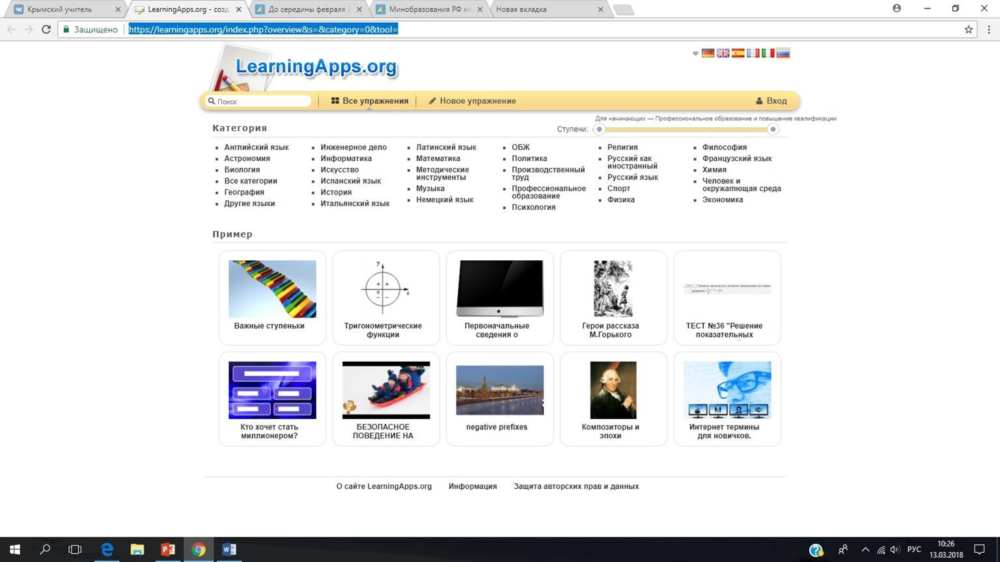 Крымский учитель
LearningApps.org - созд
До середины февраля 2
Минобразования РФ на
Новая вкладка
Защищено
https://learningapps.org/index.php?overview&s=&category=0&tool=
LearningApps.org
Поиск
Все упражнения
Новое упражнение
Вход
Для начинающих — Профессиональное образование и повышение квалификации
Категория
Ступени:
Английский язык
Астрономия
Биология
Все категории
География
Другие языки
Инженерное дело
Информатика
Искусство
Испанский язык
История
Итальянский язык
Латинский язык
Математика
Методические
инструменты
Музыка
Немецкий язык
ОБЖ
Политика
Производственный
труд
Профессиональное
образование
Психология
Религия
Русский как
иностранный
Русский язык
Спорт
Физика
Философия
Французский язык
Химия
Человек и
окружатющая среда
Экономика
Пример
Важные ступеньки
Тригонометрические
функции
Первоначальные
сведения о
Герои рассказа
М.Горького
ТЕСТ №36 "Решение
показательных
Кто хочет стать
миллионером?
БЕЗОПАСНОЕ
ПОВЕДЕНИЕ НА
negative prefixes
Композиторы и
эпохи
Интернет термины
для новичков.
О сайте LearningApps.org
Информация
Защита авторских прав и данных
РУС
10:26
13.03.2018